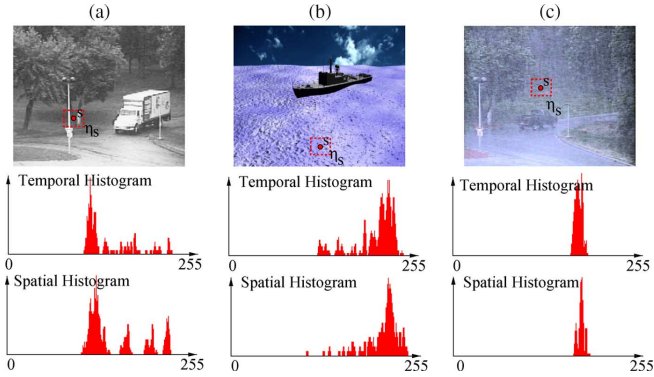 (a) (b) (c)
s
ηs
s
ηs
s
ηs
Temporal Histogram Temporal Histogram Temporal Histogram
0 255 0 255 0 255
Spatial Histogram Spatial Histogram Spatial Histogram
0 255 0 255 0 255